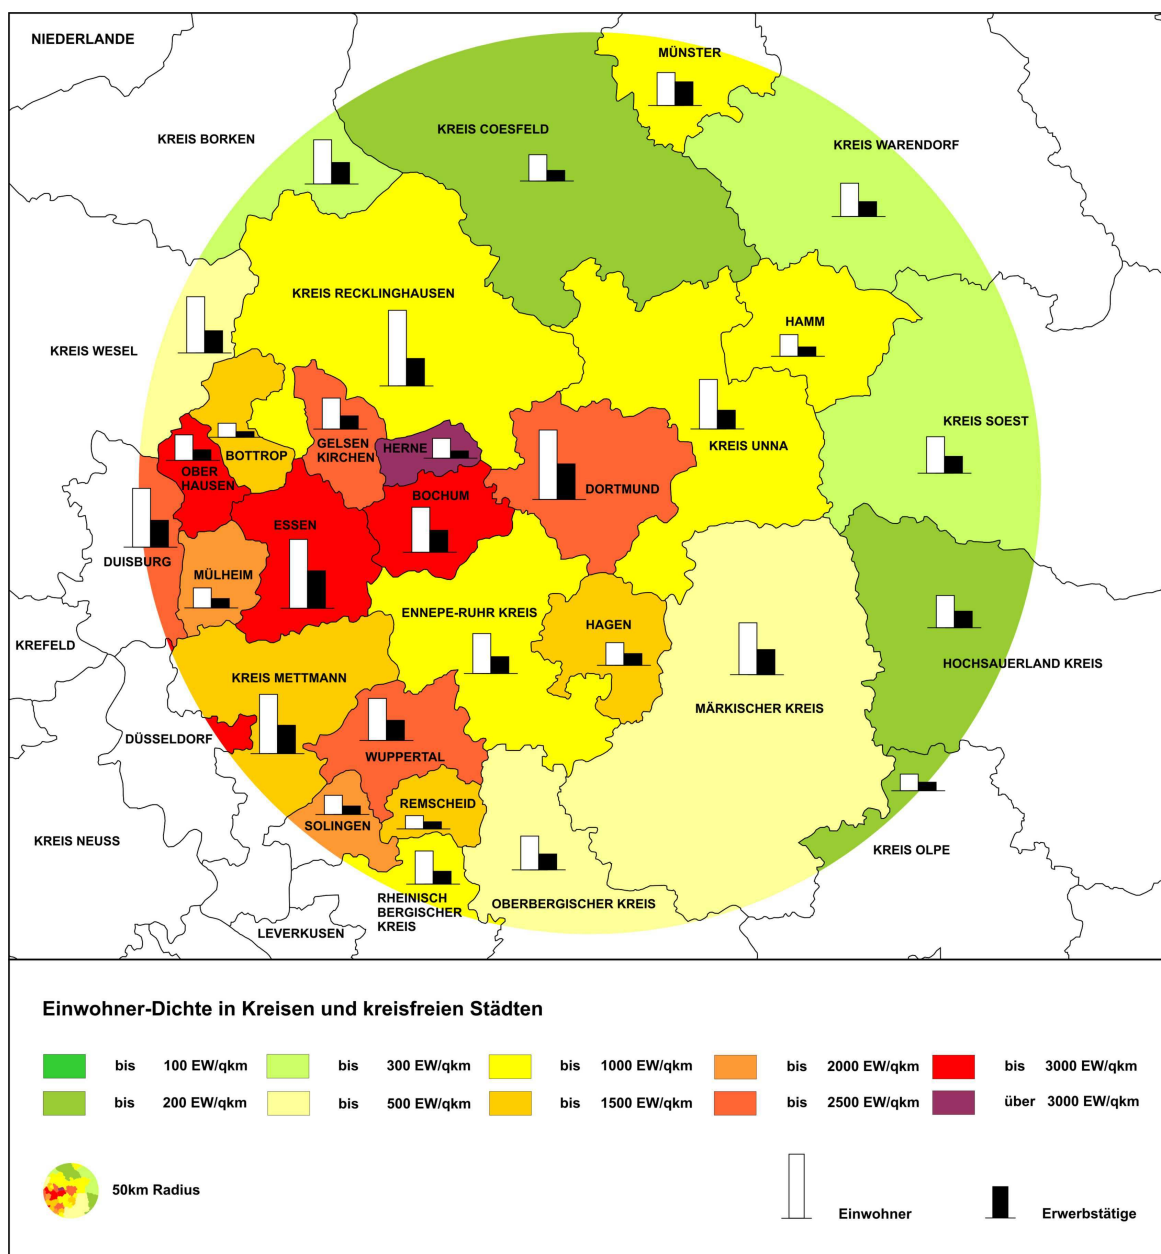 NIEDERLANDE
MÜNSTER
KREIS BORKEN
KREIS COESFELD
KREIS WARENDORF
KREIS RECKLINGHAUSEN
HAMM
KREIS WESEL
KREIS SOEST
GELSEN
KIRCHEN
HERNE
KREIS UNNA
BOTTROP
OBER
HAUSEN
DORTMUND
BOCHUM
ESSEN
DUISBURG
MÜLHEIM
ENNEPE-RUHR KREIS
HAGEN
KREFELD
HOCHSAUERLAND KREIS
KREIS METTMANN
MÄRKISCHER KREIS
DÜSSELDORF
WUPPERTAL
REMSCHEID
SOLINGEN
KREIS NEUSS
KREIS OLPE
RHEINISCH
BERGISCHER
KREIS
OBERBERGISCHER KREIS
LEVERKUSEN
Einwohner-Dichte in Kreisen und kreisfreien Städten
bis 100 EW/qkm
bis 300 EW/qkm
bis 1000 EW/qkm
bis 2000 EW/qkm
bis 3000 EW/qkm
bis 200 EW/qkm
bis 500 EW/qkm
bis 1500 EW/qkm
bis 2500 EW/qkm
über 3000 EW/qkm
50km Radius
Einwohner
Erwerbstätige